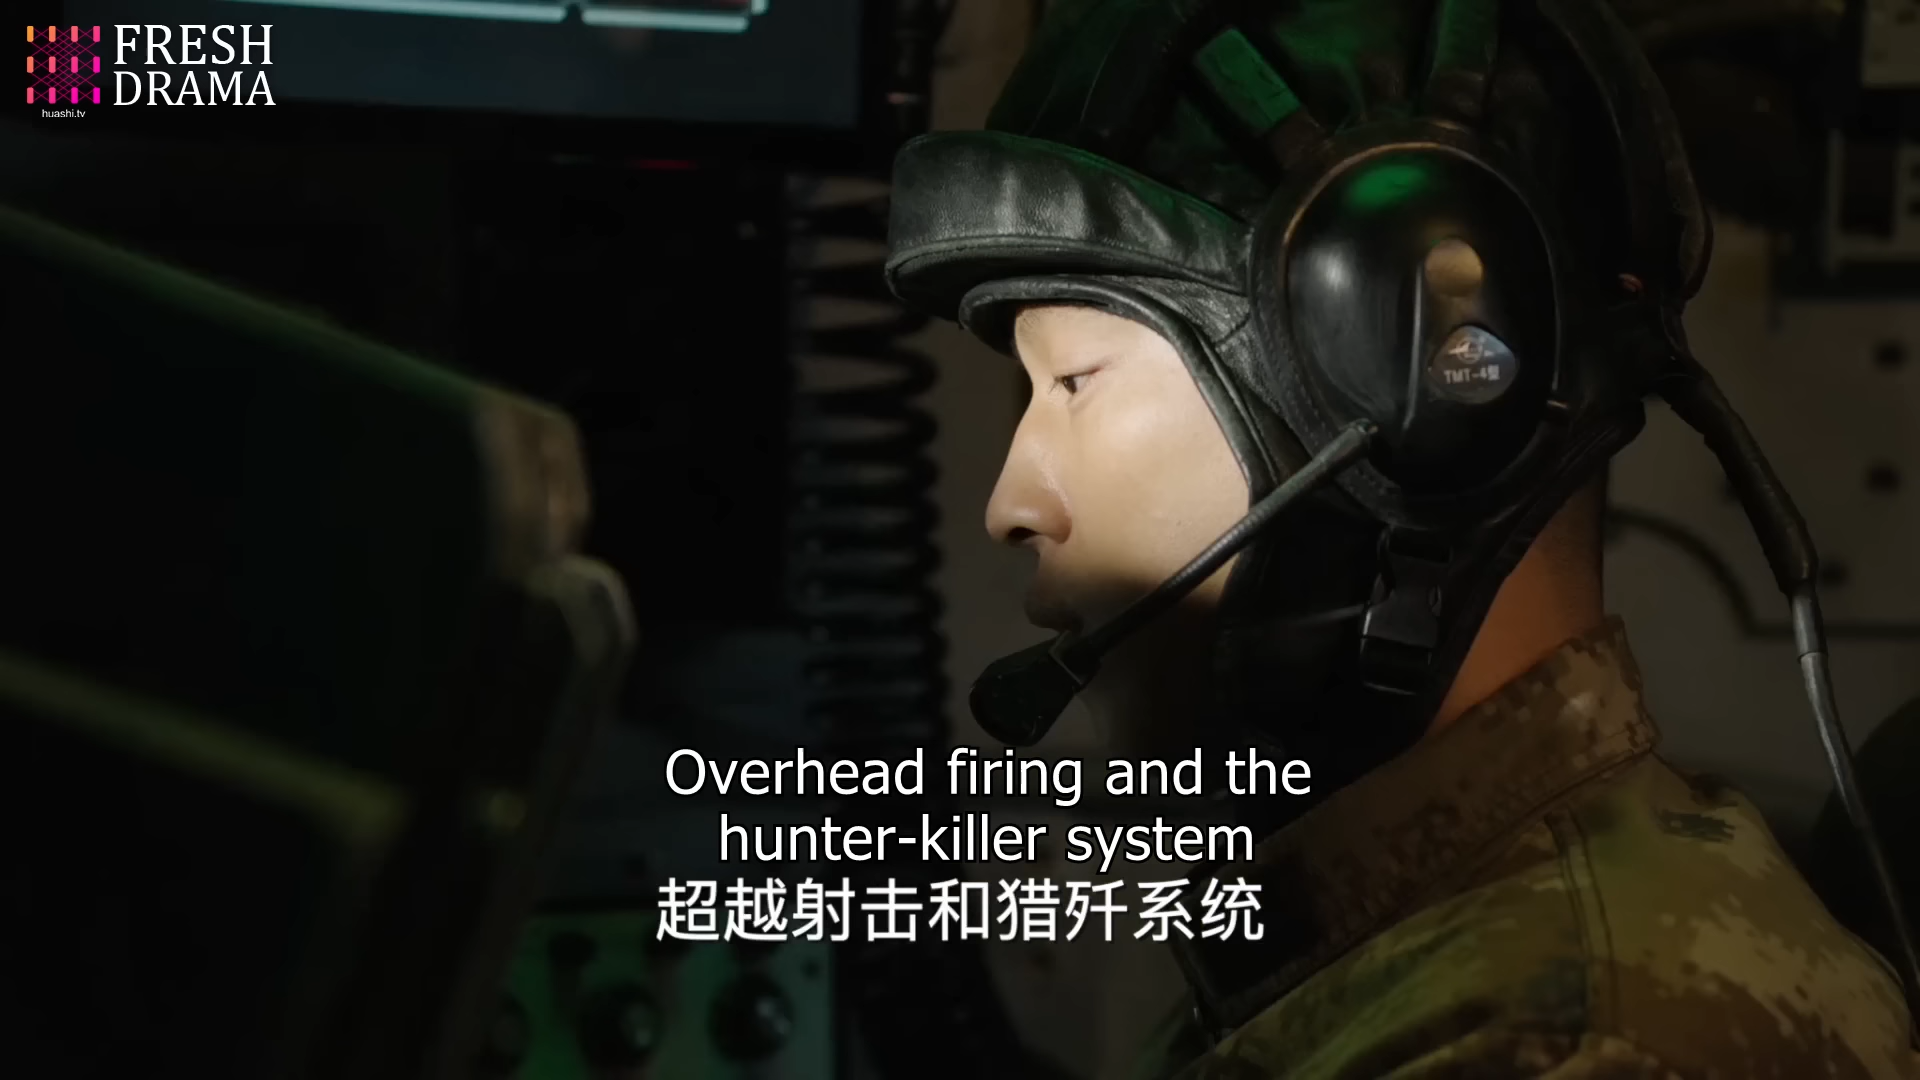 FRESH
DRAMA
huashi.tv
TMT-4型
Overhead firing and the
hunter-killer system
超越射击和猎歼系统